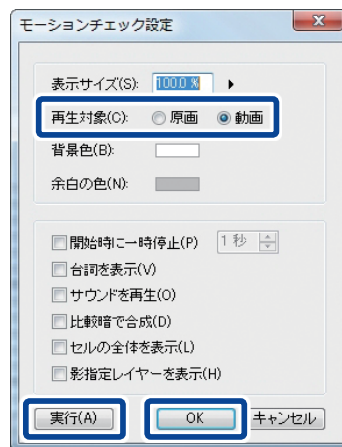 モーションチェック設定
表示サイズ(S): 100.0 %
再生対象(C): 原画 動画
背景色(B):
余白の色(N):
開始時に一時停止(P) 1 秒
台詞を表示(V)
サウンドを再生(O)
比較暗で合成(D)
セルの全体を表示(L)
影指定レイヤーを表示(H)
実行(A) OK キャンセル